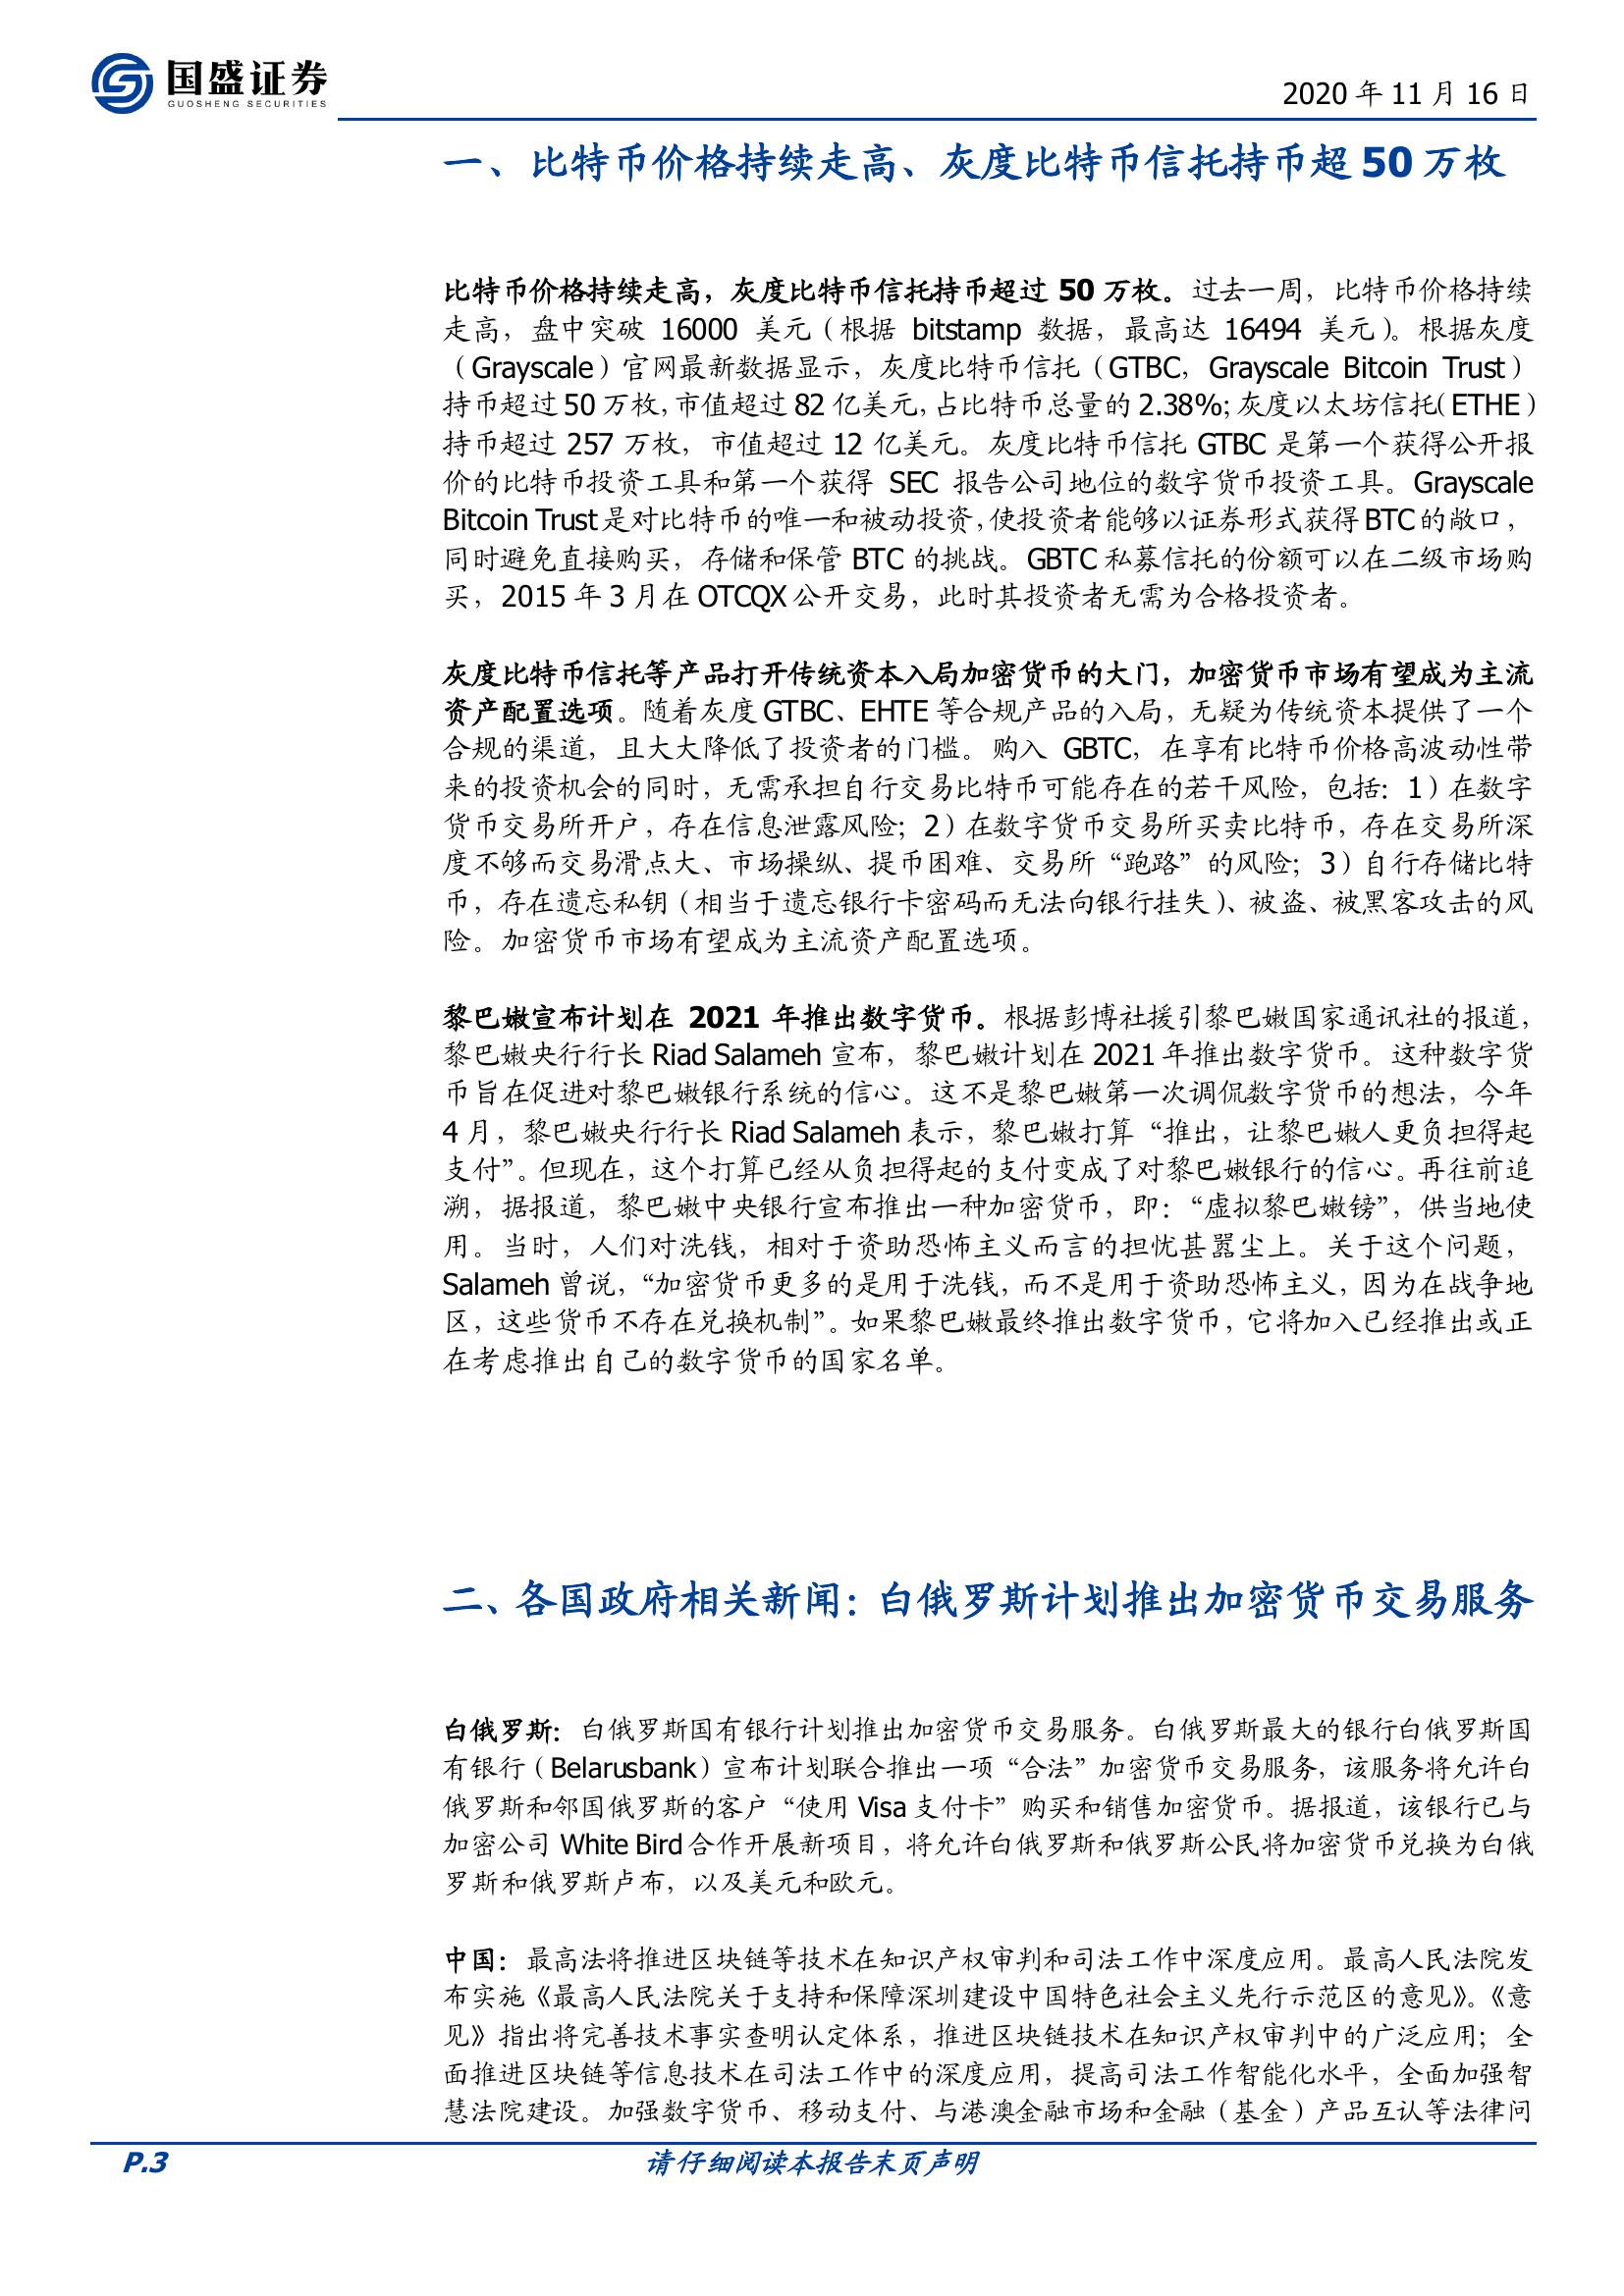 国盛证券
GUOSHENG SECURITIES
2020 年 11 月 16 日
一、比特币价格持续走高、灰度比特币信托持币超 50 万枚
比特币价格持续走高，灰度比特币信托持币超过 50 万枚。过去一周，比特币价格持续
走高，盘中突破 16000 美元（根据 bitstamp 数据，最高达 16494 美元）。根据灰度
（Grayscale）官网最新数据显示，灰度比特币信托（GTBC，Grayscale Bitcoin Trust）
持币超过 50 万枚，市值超过 82 亿美元，占比特币总量的 2.38%；灰度以太坊信托（ETHE）
持币超过 257 万枚，市值超过 12 亿美元。灰度比特币信托 GTBC 是第一个获得公开报
价的比特币投资工具和第一个获得 SEC 报告公司地位的数字货币投资工具。Grayscale
Bitcoin Trust 是对比特币的唯一和被动投资，使投资者能够以证券形式获得 BTC 的敞口，
同时避免直接购买，存储和保管 BTC 的挑战。GBTC 私募信托的份额可以在二级市场购
买，2015 年 3 月在 OTCQX 公开交易，此时其投资者无需为合格投资者。
灰度比特币信托等产品打开传统资本入局加密货币的大门，加密货币市场有望成为主流
资产配置选项。随着灰度 GTBC、EHTE 等合规产品的入局，无疑为传统资本提供了一个
合规的渠道，且大大降低了投资者的门槛。购入 GBTC，在享有比特币价格高波动性带
来的投资机会的同时，无需承担自行交易比特币可能存在的若干风险，包括：1）在数字
货币交易所开户，存在信息泄露风险；2）在数字货币交易所买卖比特币，存在交易所深
度不够而交易滑点大、市场操纵、提币困难、交易所“跑路”的风险；3）自行存储比特
币，存在遗忘私钥（相当于遗忘银行卡密码而无法向银行挂失）、被盗、被黑客攻击的风
险。加密货币市场有望成为主流资产配置选项。
黎巴嫩宣布计划在 2021 年推出数字货币。根据彭博社援引黎巴嫩国家通讯社的报道，
黎巴嫩央行行长 Riad Salameh 宣布，黎巴嫩计划在 2021 年推出数字货币。这种数字货
币旨在促进对黎巴嫩银行系统的信心。这不是黎巴嫩第一次调侃数字货币的想法，今年
4 月，黎巴嫩央行行长 Riad Salameh 表示，黎巴嫩打算“推出，让黎巴嫩人更负担得起
支付”。但现在，这个打算已经从负担得起的支付变成了对黎巴嫩银行的信心。再往前追
溯，据报道，黎巴嫩中央银行宣布推出一种加密货币，即：“虚拟黎巴嫩镑”，供当地使
用。当时，人们对洗钱，相对于资助恐怖主义而言的担忧甚嚣尘上。关于这个问题，
Salameh 曾说，“加密货币更多的是用于洗钱，而不是用于资助恐怖主义，因为在战争地
区，这些货币不存在兑换机制”。如果黎巴嫩最终推出数字货币，它将加入已经推出或正
在考虑推出自己的数字货币的国家名单。
二、各国政府相关新闻：白俄罗斯计划推出加密货币交易服务
白俄罗斯：白俄罗斯国有银行计划推出加密货币交易服务。白俄罗斯最大的银行白俄罗斯国
有银行（Belarusbank）宣布计划联合推出一项“合法”加密货币交易服务，该服务将允许白
俄罗斯和邻国俄罗斯的客户“使用 Visa 支付卡”购买和销售加密货币。据报道，该银行已与
加密公司 White Bird 合作开展新项目，将允许白俄罗斯和俄罗斯公民将加密货币兑换为白俄
罗斯和俄罗斯卢布，以及美元和欧元。
中国：最高法将推进区块链等技术在知识产权审判和司法工作中深度应用。最高人民法院发
布实施《最高人民法院关于支持和保障深圳建设中国特色社会主义先行示范区的意见》。《意
见》指出将完善技术事实查明认定体系，推进区块链技术在知识产权审判中的广泛应用；全
面推进区块链等信息技术在司法工作中的深度应用，提高司法工作智能化水平，全面加强智
慧法院建设。加强数字货币、移动支付、与港澳金融市场和金融（基金）产品互认等法律问
P.3
请仔细阅读本报告末页声明